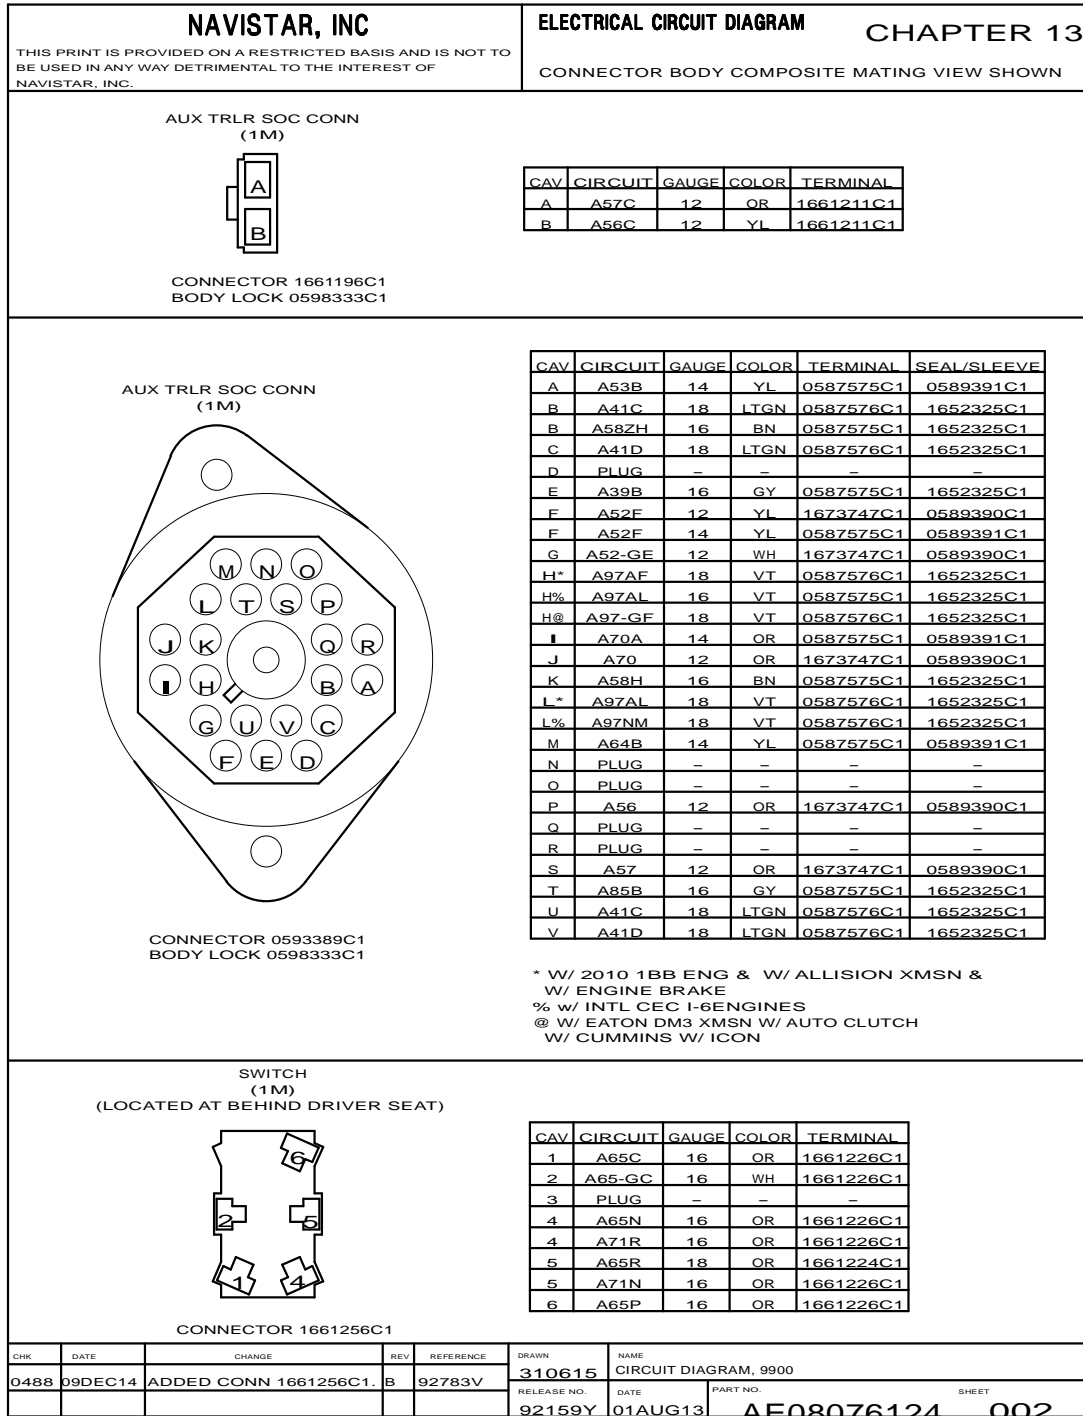 NAVISTAR, INC
THIS PRINT IS PROVIDED ON A RESTRICTED BASIS AND IS NOT TO
BE USED IN ANY WAY DETRIMENTAL TO THE INTEREST OF
NAVISTAR, INC.
ELECTRICAL CIRCUIT DIAGRAM
CHAPTER 13
CONNECTOR BODY COMPOSITE MATING VIEW SHOWN
AUX TRLR SOC CONN
(1M)
A
B
CONNECTOR 1661196C1
BODY LOCK 0598333C1
CAV CIRCUIT GAUGE COLOR TERMINAL
A A57C 12 OR 1661211C1
B A56C 12 YL 1661211C1
AUX TRLR SOC CONN
(1M)
M N O
L T S P
J K Q R
I H B A
G U V C
F E D
CONNECTOR 0593389C1
BODY LOCK 0598333C1
CAV CIRCUIT GAUGE COLOR TERMINAL SEAL/SLEEVE
A A53B 14 YL 0587575C1 0589391C1
B A41C 18 LTGN 0587576C1 1652325C1
B A58ZH 16 BN 0587575C1 1652325C1
C A41D 18 LTGN 0587576C1 1652325C1
D PLUG – – – –
E A39B 16 GY 0587575C1 1652325C1
F A52F 12 YL 1673747C1 0589390C1
F A52F 14 YL 0587575C1 0589391C1
G A52-GE 12 WH 1673747C1 0589390C1
H* A97AF 18 VT 0587576C1 1652325C1
H% A97AL 16 VT 0587575C1 1652325C1
H@ A97-GF 18 VT 0587576C1 1652325C1
I A70A 14 OR 0587575C1 0589391C1
J A70 12 OR 1673747C1 0589390C1
K A58H 16 BN 0587575C1 1652325C1
L* A97AL 18 VT 0587576C1 1652325C1
L% A97NM 18 VT 0587576C1 1652325C1
M A64B 14 YL 0587575C1 0589391C1
N PLUG – – – –
O PLUG – – – –
P A56 12 OR 1673747C1 0589390C1
Q PLUG – – – –
R PLUG – – – –
S A57 12 OR 1673747C1 0589390C1
T A85B 16 GY 0587575C1 1652325C1
U A41C 18 LTGN 0587576C1 1652325C1
V A41D 18 LTGN 0587576C1 1652325C1
* W/ 2010 1BB ENG & W/ ALLISION XMSN &
W/ ENGINE BRAKE
% w/ INTL CEC I-6ENGINES
@ W/ EATON DM3 XMSN W/ AUTO CLUTCH
W/ CUMMINS W/ ICON
SWITCH
(1M)
(LOCATED AT BEHIND DRIVER SEAT)
6
2 5
1 4
CONNECTOR 1661256C1
CAV CIRCUIT GAUGE COLOR TERMINAL
1 A65C 16 OR 1661226C1
2 A65-GC 16 WH 1661226C1
3 PLUG – – –
4 A65N 16 OR 1661226C1
4 A71R 16 OR 1661226C1
5 A65R 18 OR 1661224C1
5 A71N 16 OR 1661226C1
6 A65P 16 OR 1661226C1
CHK DATE CHANGE REV REFERENCE
0488 09DEC14 ADDED CONN 1661256C1. B 92783V
DRAWN
310615
NAME
CIRCUIT DIAGRAM, 9900
RELEASE NO.
92159Y
DATE
01AUG13
PART NO.
AE08076124
SHEET
002